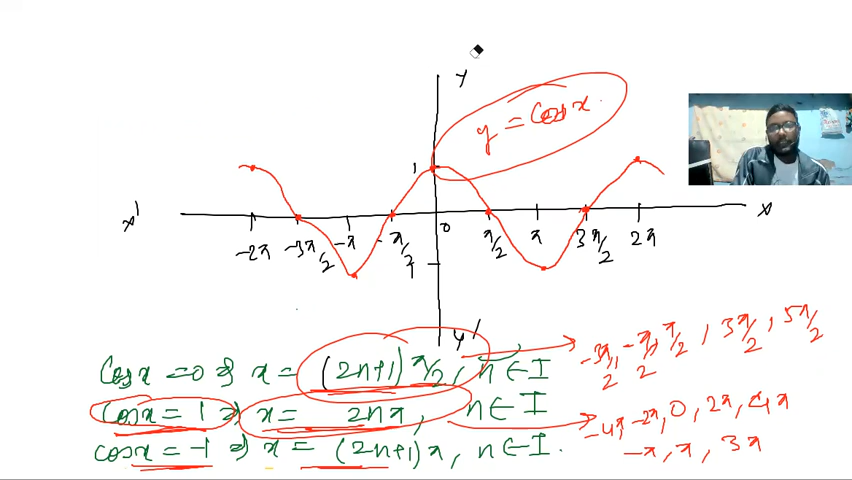 Y
y = cos x
1
x'
-2π -3π/2 -π -π/2 0 π/2 π 3π/2 2π
x
-1
y'
cos x = 0 ⇒ x = (2n+1) π/2, n ∈ I
-3π/2, -π/2, π/2, 3π/2, 5π/2
cos x = 1 ⇒ x = 2nπ, n ∈ I
-4π, -2π, 0, 2π, 4π
cos x = -1 ⇒ x = (2n+1) π, n ∈ I.
-π, π, 3π